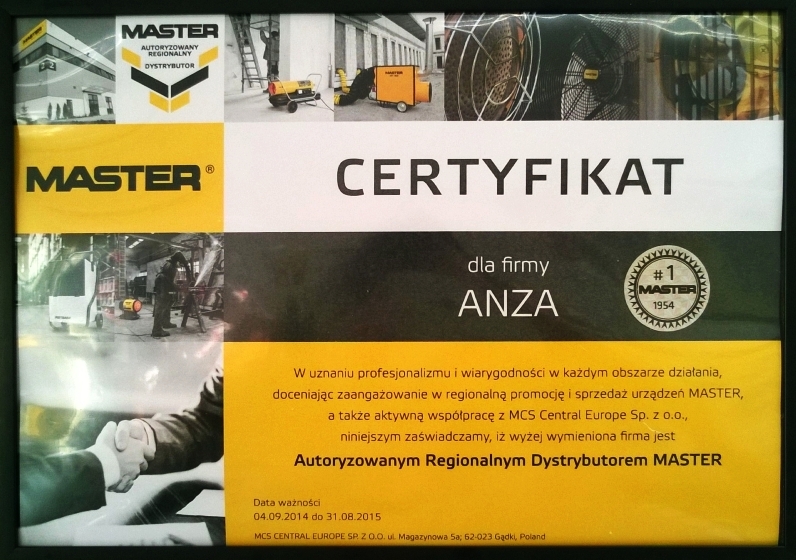 MASTER
AUTORYZOWANY
REGIONALNY
DYSTRYBUTOR
MASTER®
CERTYFIKAT
dla firmy
ANZA
#1
MASTER
1954
W uznaniu profesjonalizmu i wiarygodności w każdym obszarze działania,
doceniając zaangażowanie w regionalną promocję i sprzedaż urządzeń MASTER,
a także aktywną współpracę z MCS Central Europe Sp. z o.o.,
niniejszym zaświadczamy, iż wyżej wymieniona firma jest
Autoryzowanym Regionalnym Dystrybutorem MASTER
Data ważności
04.09.2014 do 31.08.2015
MCS CENTRAL EUROPE SP. Z O.O. ul. Magazynowa 5a; 62-023 Gądki, Poland